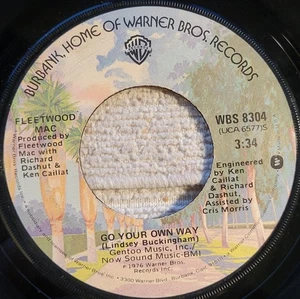 BURBANK, HOME OF WARNER BROS. RECORDS
FLEETWOOD
MAC
Produced by
Fleetwood
Mac with
Richard
Dashut &
Ken Caillat
WBS 8304
(UCA 6577)S
3:34
Engineered
by Ken
Caillat
& Richard
Dashut,
Assisted by
Cris Morris
GO YOUR OWN WAY
(Lindsey Buckingham)
Gentoo Music, Inc./
Now Sound Music-BMI
℗1976 Warner Bros.
Records Inc.